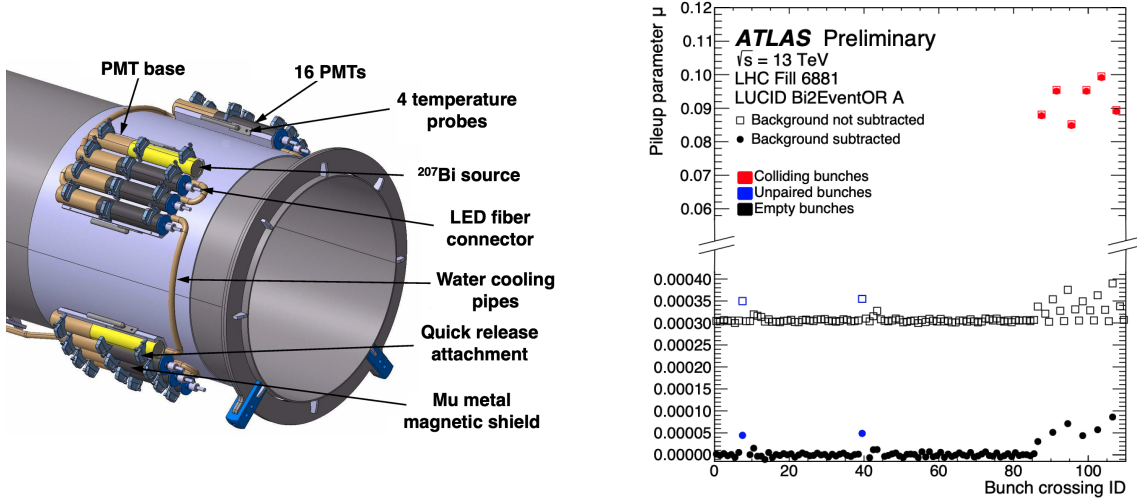 PMT base
16 PMTs
4 temperature
probes
²⁰⁷Bi source
LED fiber
connector
Water cooling
pipes
Quick release
attachment
Mu metal
magnetic shield
Pileup parameter μ
0.12
0.10
0.09
0.08
0.07
0.06
0.00040
0.00035
0.00030
0.00025
0.00020
0.00015
0.00010
0.00005
0.00000
ATLAS Preliminary
√s = 13 TeV
LHC Fill 6881
LUCID Bi2EventOR A
Background not subtracted
Background subtracted
Colliding bunches
Unpaired bunches
Empty bunches
0 20 40 60 80 100
Bunch crossing ID